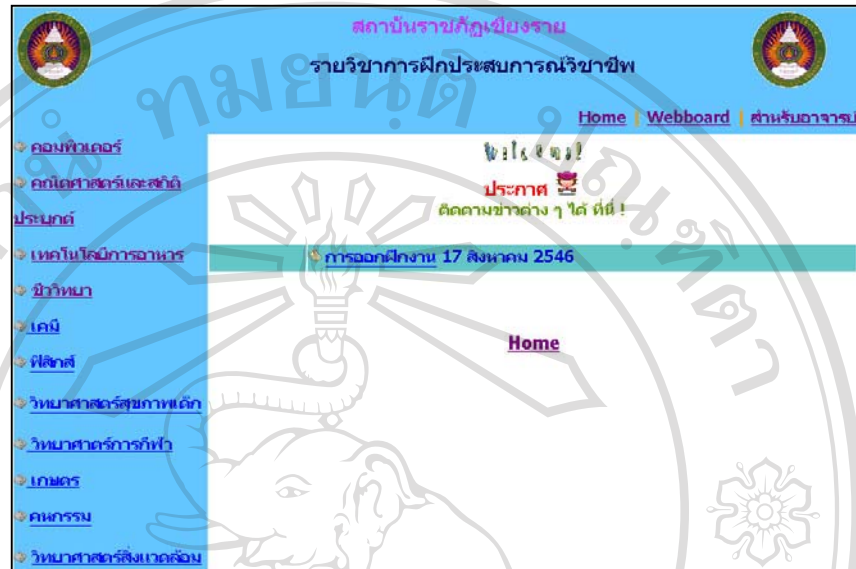 สถาบันราชภัฏเชียงราย
รายวิชาการฝึกประสบการณ์วิชาชีพ
Home | Webboard | สำหรับอาจารย์
คอมพิวเตอร์
คณิตศาสตร์และสถิติ
ประยุกต์
เทคโนโลยีการอาหาร
ชีววิทยา
เคมี
ฟิสิกส์
วิทยาศาสตร์สุขภาพเด็ก
วิทยาศาตร์การกีฬา
เกษตร
คหกรรม
วิทยาศาสตร์สิ่งแวดล้อม
Welcome!
ประกาศ
ติดตามข่าวต่าง ๆ ได้ ที่นี่ !
การออกฝึกงาน 17 สิงหาคม 2546
Home